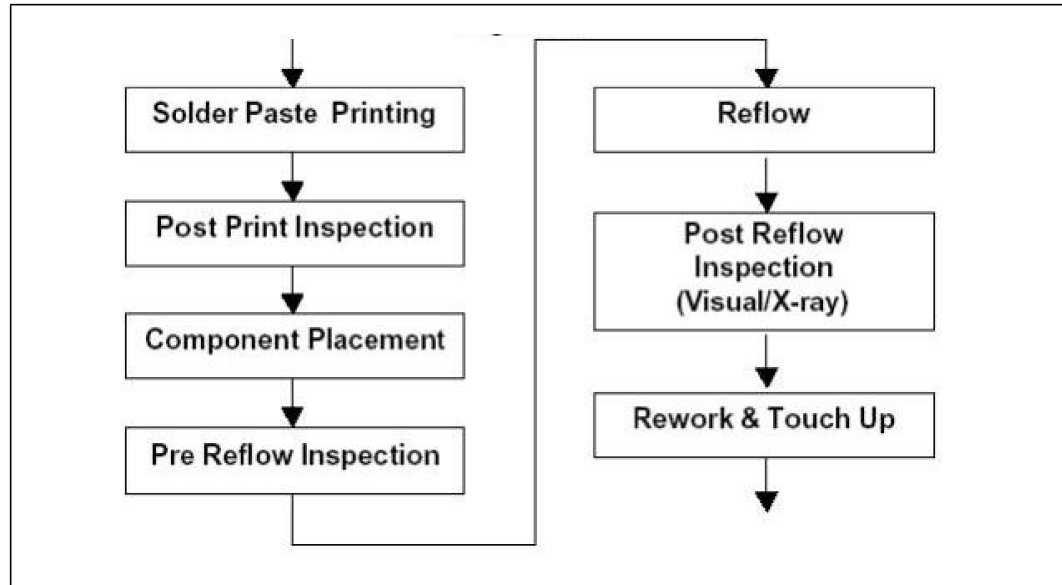 Solder Paste Printing
Post Print Inspection
Component Placement
Pre Reflow Inspection
Reflow
Post Reflow
Inspection
(Visual/X-ray)
Rework & Touch Up